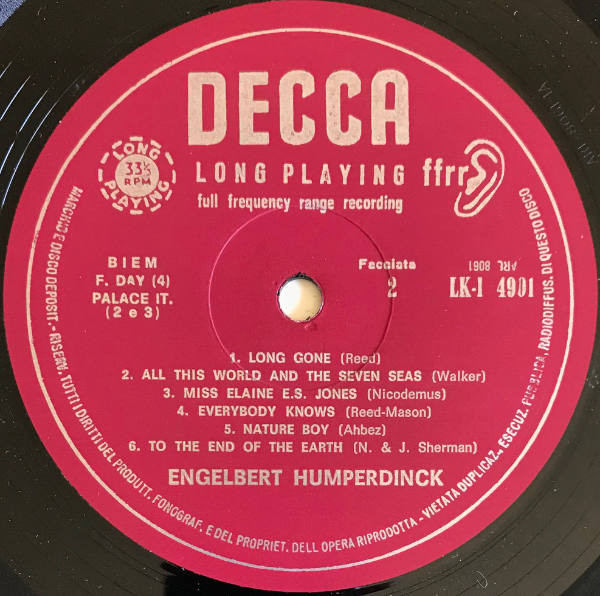 DECCA
LONG PLAYING
33⅓
RPM
LONG PLAYING ffrr
full frequency range recording
BIEM
F. DAY (4)
PALACE IT.
(2 e 3)
Facciata
2
ARL 8061
LK-I 4901
1. LONG GONE (Reed)
2. ALL THIS WORLD AND THE SEVEN SEAS (Walker)
3. MISS ELAINE E.S. JONES (Nicodemus)
4. EVERYBODY KNOWS (Reed-Mason)
5. NATURE BOY (Ahbez)
6. TO THE END OF THE EARTH (N. & J. Sherman)
ENGELBERT HUMPERDINCK
MARCHIO E DISCO DEPOSIT. - RISERV. TUTTI I DIRITTI DEL PRODUTT. FONOGRAF. E DEL PROPRIET. DELL OPERA RIPRODOTTA - VIETATA DUPLICAZ., ESECUZ. PUBBLICA, RADIODIFFUS. DI QUESTO DISCO